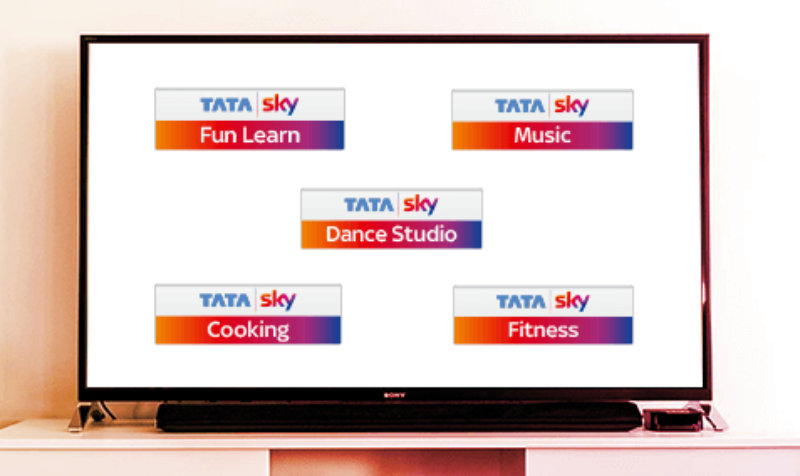 TATA sky
Fun Learn
TATA sky
Music
TATA sky
Dance Studio
TATA sky
Cooking
TATA sky
Fitness
SONY